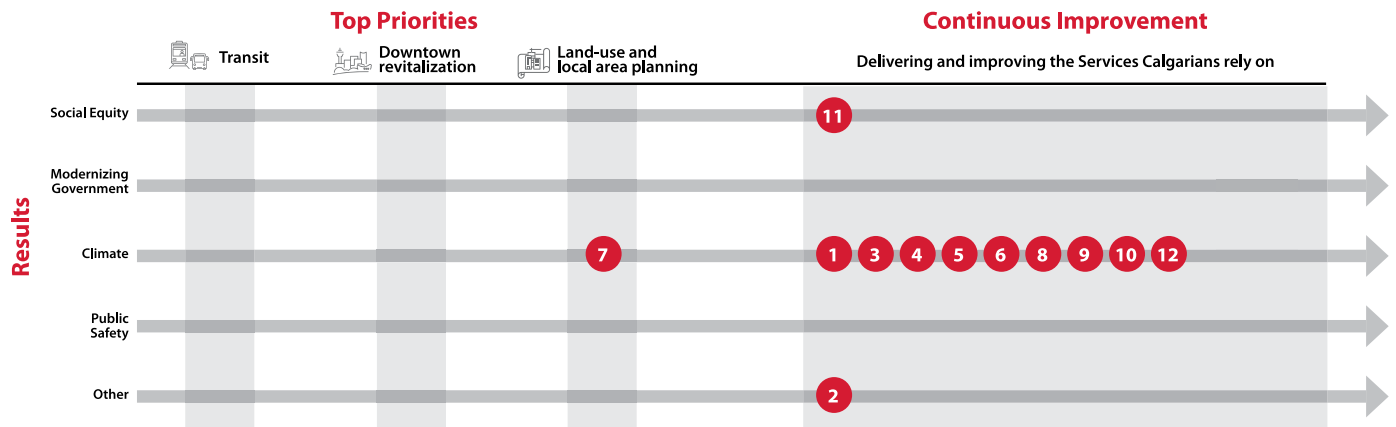 Top Priorities
Continuous Improvement
Transit
Downtown
revitalization
Land-use and
local area planning
Delivering and improving the Services Calgarians rely on
Results
Social Equity
11
Modernizing
Government
Climate
7
1 3 4 5 6 8 9 10 12
Public
Safety
Other
2